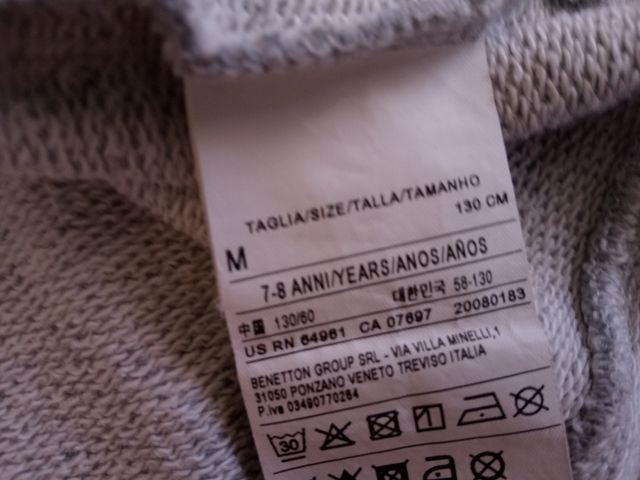 TAGLIA/SIZE/TALLA/TAMANHO
M 130 CM
7-8 ANNI/YEARS/ANOS/AÑOS
中国 130/60 대한민국 58-130
US RN 64961 CA 07697 20080183
BENETTON GROUP SRL - VIA VILLA MINELLI,1
31050 PONZANO VENETO TREVISO ITALIA
P.iva 03490770264
30